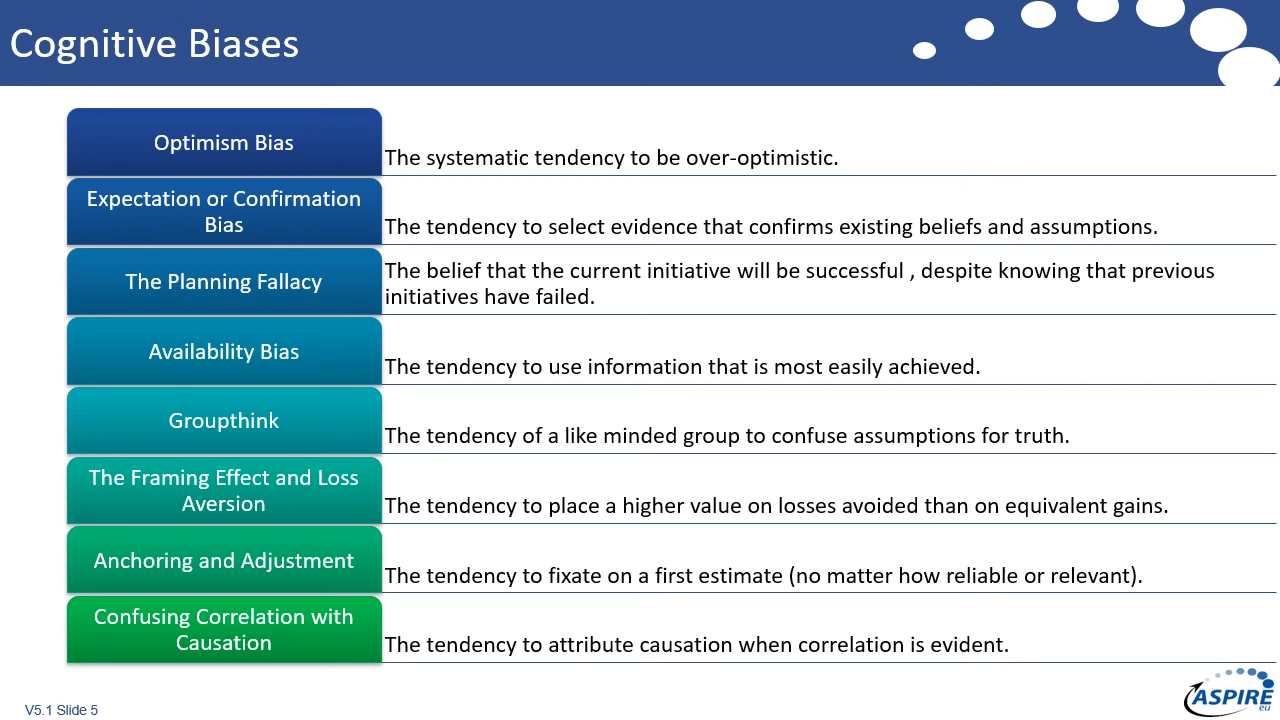 Cognitive Biases
Optimism Bias
The systematic tendency to be over-optimistic.
Expectation or Confirmation
Bias
The tendency to select evidence that confirms existing beliefs and assumptions.
The Planning Fallacy
The belief that the current initiative will be successful , despite knowing that previous
initiatives have failed.
Availability Bias
The tendency to use information that is most easily achieved.
Groupthink
The tendency of a like minded group to confuse assumptions for truth.
The Framing Effect and Loss
Aversion
The tendency to place a higher value on losses avoided than on equivalent gains.
Anchoring and Adjustment
The tendency to fixate on a first estimate (no matter how reliable or relevant).
Confusing Correlation with
Causation
The tendency to attribute causation when correlation is evident.
V5.1 Slide 5
ASPIRE
eu